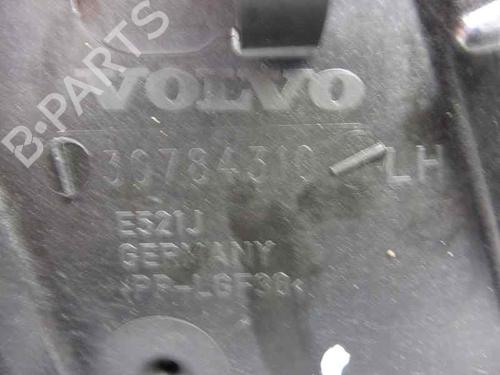 B-PARTS
VOLVO
30784310 LH
E521J
GERMANY
>PP-LGF30<